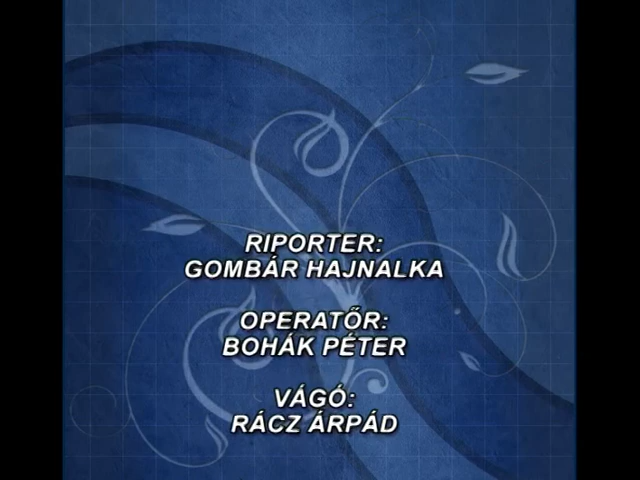 RIPORTER:
GOMBÁR HAJNALKA
OPERATŐR:
BOHÁK PÉTER
VÁGÓ:
RÁCZ ÁRPÁD